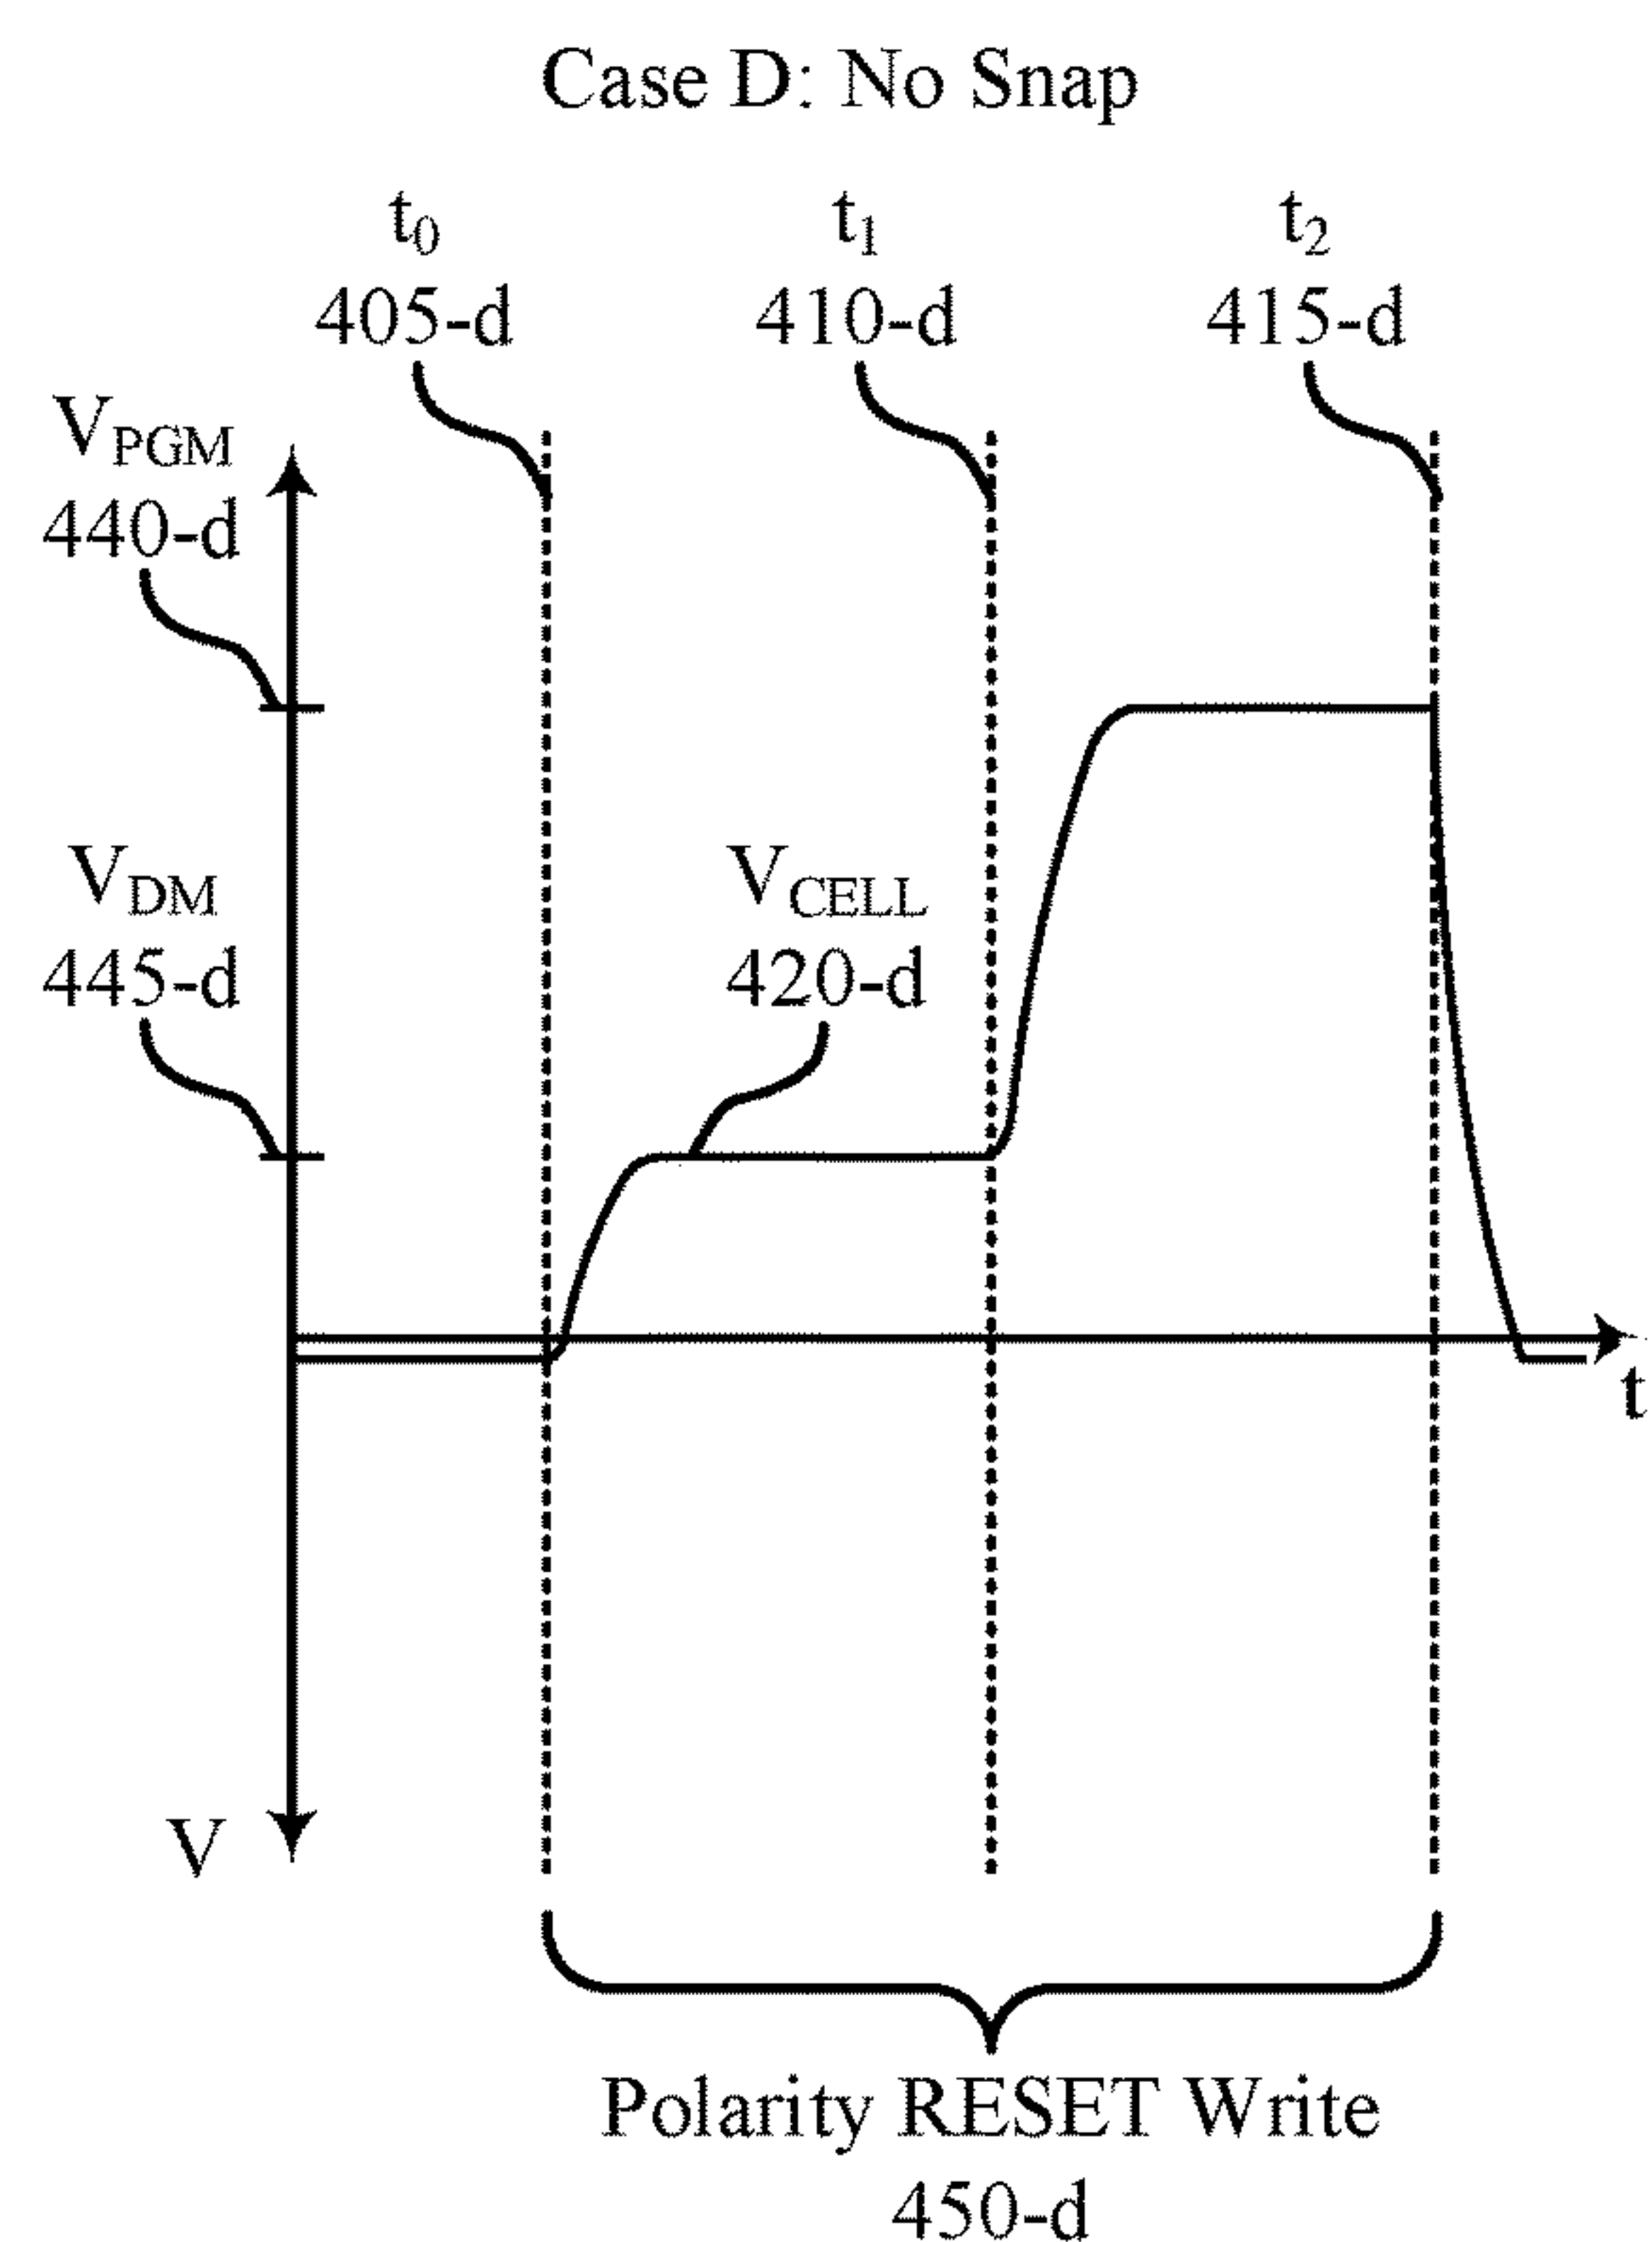 Case D: No Snap
t0 t1 t2
405-d 410-d 415-d
VPGM
440-d
VDM VCELL
445-d 420-d
t
V
Polarity RESET Write
450-d